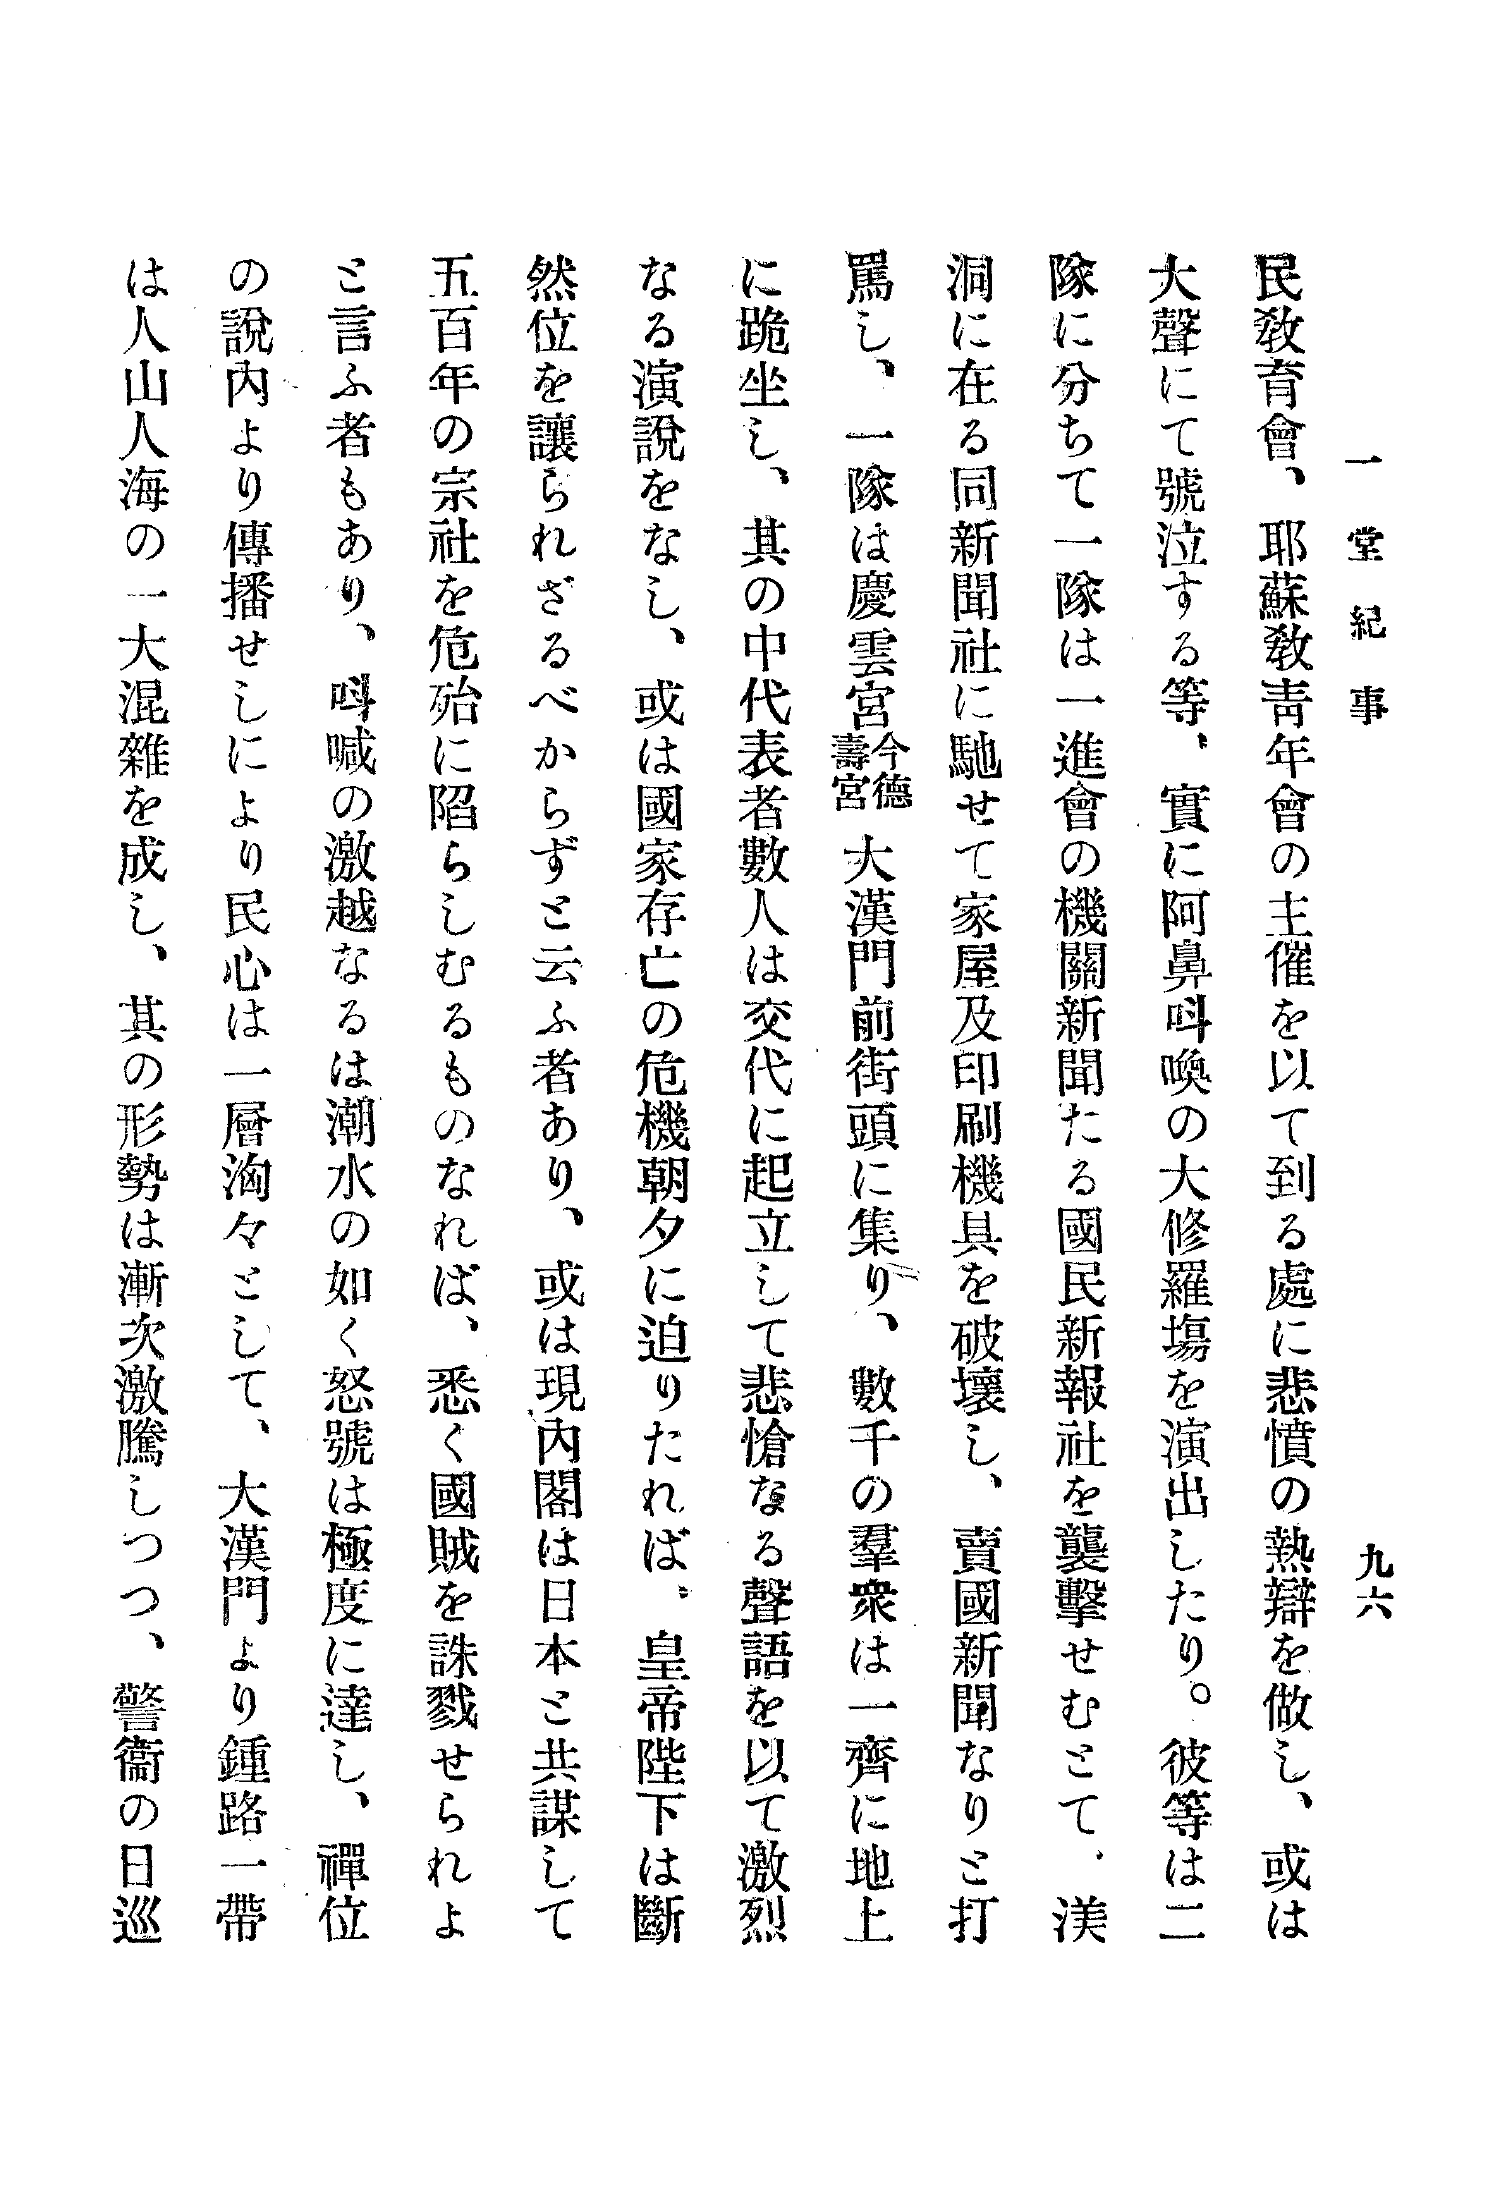 一堂紀事 九六
民敎育會、耶蘇敎靑年會の主催を以て到る處に悲憤の熱辯を做し、或は
大聲にて號泣する等、實に阿鼻呌喚の大修羅塲を演出したり。彼等は二
隊に分ちて一隊は一進會の機關新聞たる國民新報社を襲擊せむとて、渼
洞に在る同新聞社に馳せて家屋及印刷機具を破壞し、賣國新聞なりと打
罵し、一隊は慶雲宮今德壽宮大漢門前街頭に集り、數千の羣衆は一齊に地上
に跪坐し、其の中代表者數人は交代に起立して悲愴なる聲語を以て激烈
なる演說をなし、或は國家存亡の危機朝夕に迫りたれば、皇帝陛下は斷
然位を讓られざるべからずと云ふ者あり、或は現內閣は日本と共謀して
五百年の宗社を危殆に陷らしむるものなれば、悉く國賊を誅戮せられよ
と言ふ者もあり、呌喊の激越なるは潮水の如く怒號は極度に達し、禪位
の說內より傳播せしにより民心は一層洶々として、大漢門より鍾路一帶
は人山人海の一大混雜を成し、其の形勢は漸次激騰しつつ、警衞の日巡